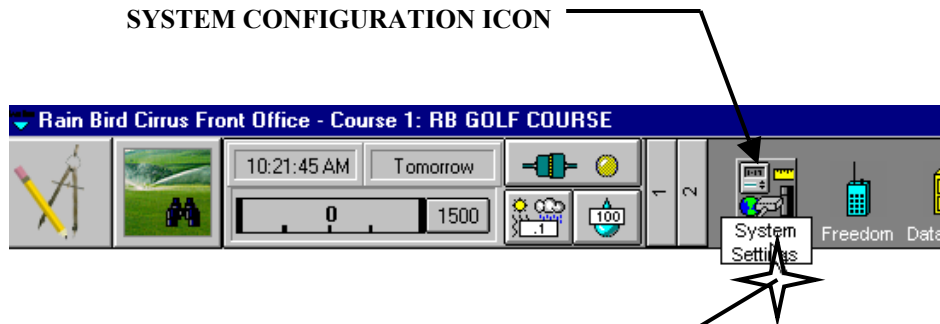 SYSTEM CONFIGURATION ICON
Rain Bird Cirrus Front Office - Course 1: RB GOLF COURSE
10:21:45 AM Tomorrow
0 1500
.1 100
1 2
System
Settings
Freedom Data